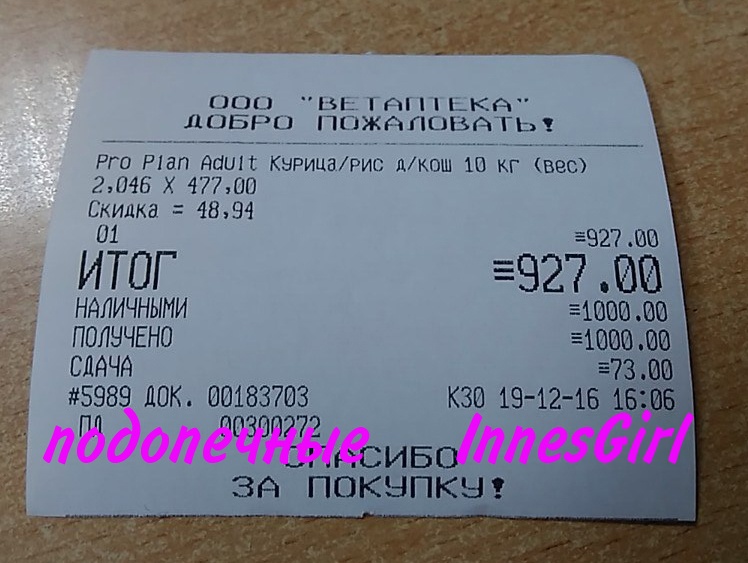 ООО "ВЕТАПТЕКА"
ДОБРО ПОЖАЛОВАТЬ!
Pro Plan Adult Курица/рис д/кош 10 кг (вес)
2,046 X 477,00
Скидка = 48,94
01 ≡927.00
ИТОГ ≡927.00
НАЛИЧНЫМИ ≡1000.00
ПОЛУЧЕНО ≡1000.00
СДАЧА ≡73.00
#5989 ДОК. 00183703 К30 19-12-16 16:06
ПД 00300272
подопечные InnesGirl
СПАСИБО
ЗА ПОКУПКУ!